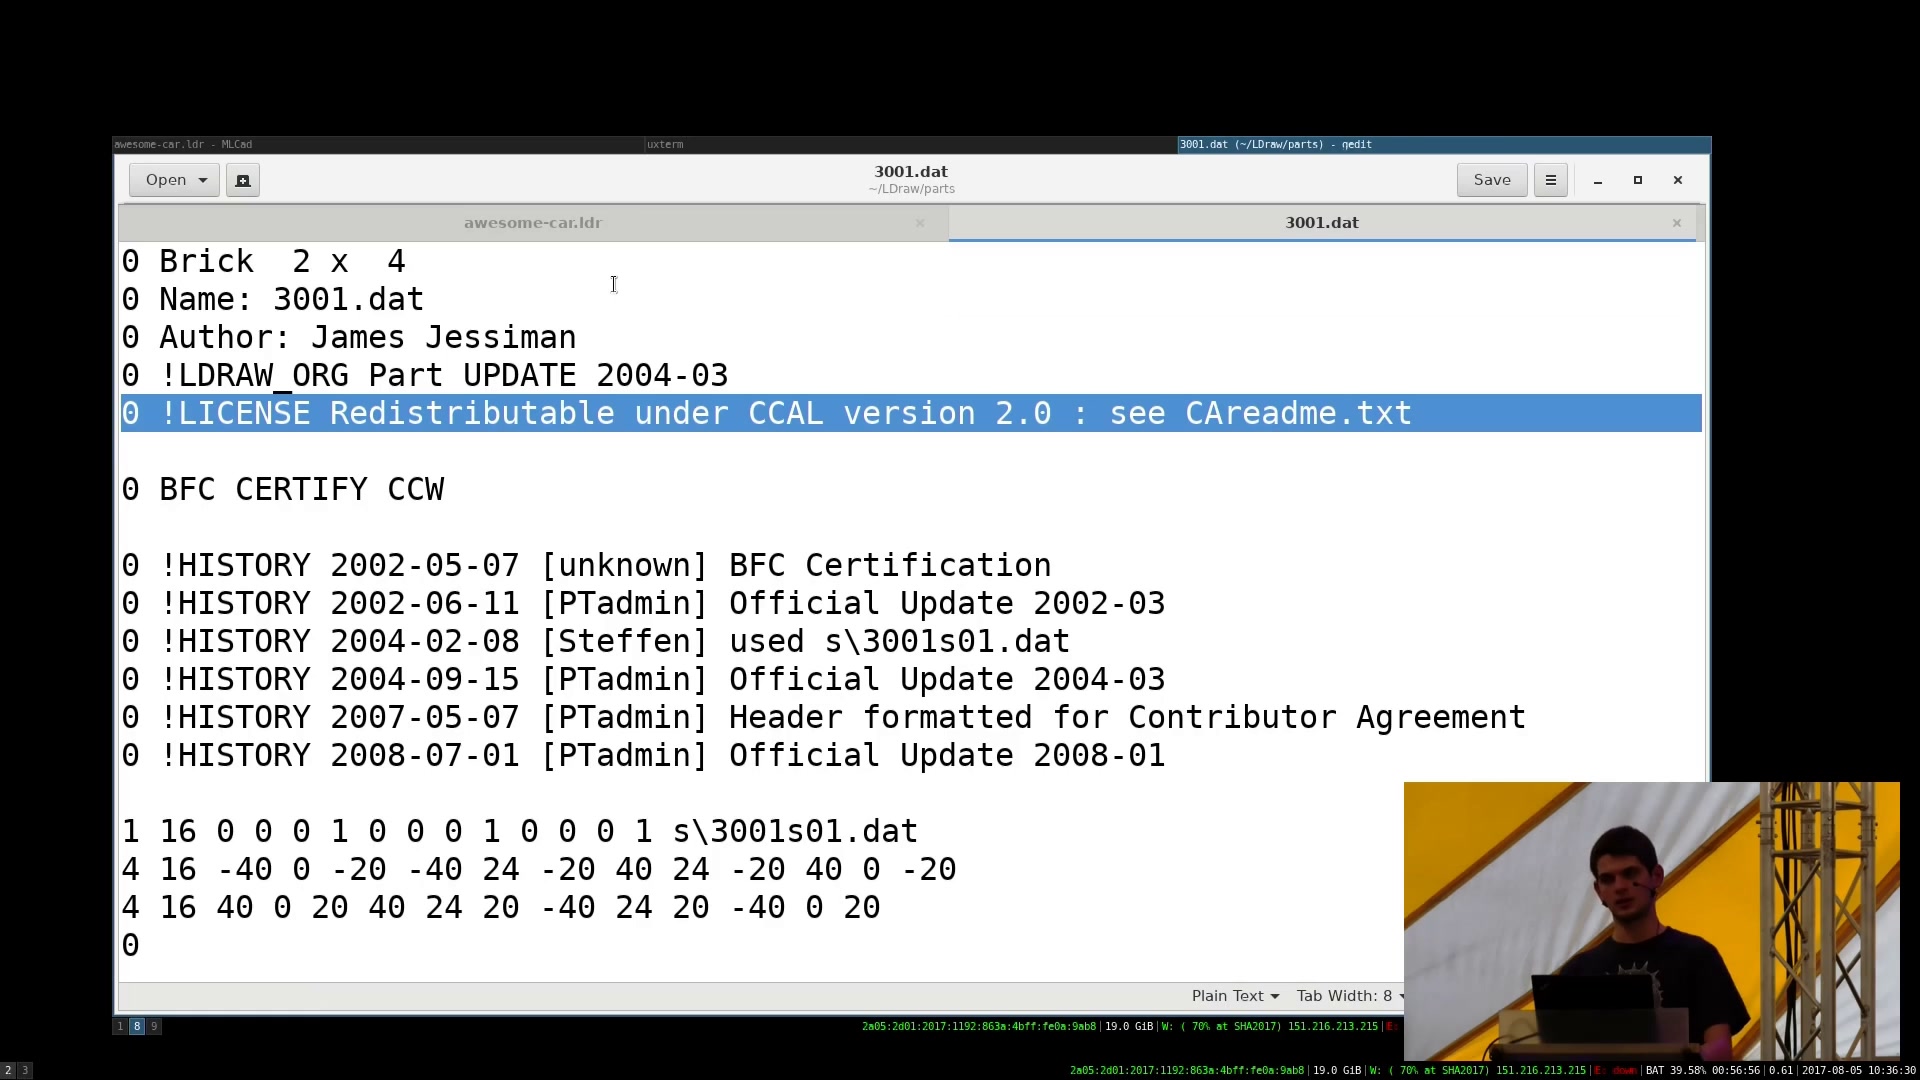 awesome-car.ldr - MLCad
uxterm
3001.dat (~/LDraw/parts) - gedit
Open
3001.dat
~/LDraw/parts
Save
awesome-car.ldr
3001.dat
0 Brick  2 x  4
0 Name: 3001.dat
0 Author: James Jessiman
0 !LDRAW_ORG Part UPDATE 2004-03
0 !LICENSE Redistributable under CCAL version 2.0 : see CAreadme.txt
0 BFC CERTIFY CCW
0 !HISTORY 2002-05-07 [unknown] BFC Certification
0 !HISTORY 2002-06-11 [PTadmin] Official Update 2002-03
0 !HISTORY 2004-02-08 [Steffen] used s\3001s01.dat
0 !HISTORY 2004-09-15 [PTadmin] Official Update 2004-03
0 !HISTORY 2007-05-07 [PTadmin] Header formatted for Contributor Agreement
0 !HISTORY 2008-07-01 [PTadmin] Official Update 2008-01
1 16 0 0 0 1 0 0 0 1 0 0 0 1 s\3001s01.dat
4 16 -40 0 -20 -40 24 -20 40 24 -20 40 0 -20
4 16 40 0 20 40 24 20 -40 24 20 -40 0 20
0
Plain Text Tab Width: 8
1 8 9
2a05:2d01:2017:1192:863a:4bff:fe0a:9ab8|19.0 GiB|W: ( 70% at SHA2017) 151.216.213.215|E:
2 3
2a05:2d01:2017:1192:863a:4bff:fe0a:9ab8|19.0 GiB|W: ( 70% at SHA2017) 151.216.213.215|E: down|BAT 39.58% 00:56:56|0.61|2017-08-05 10:36:30